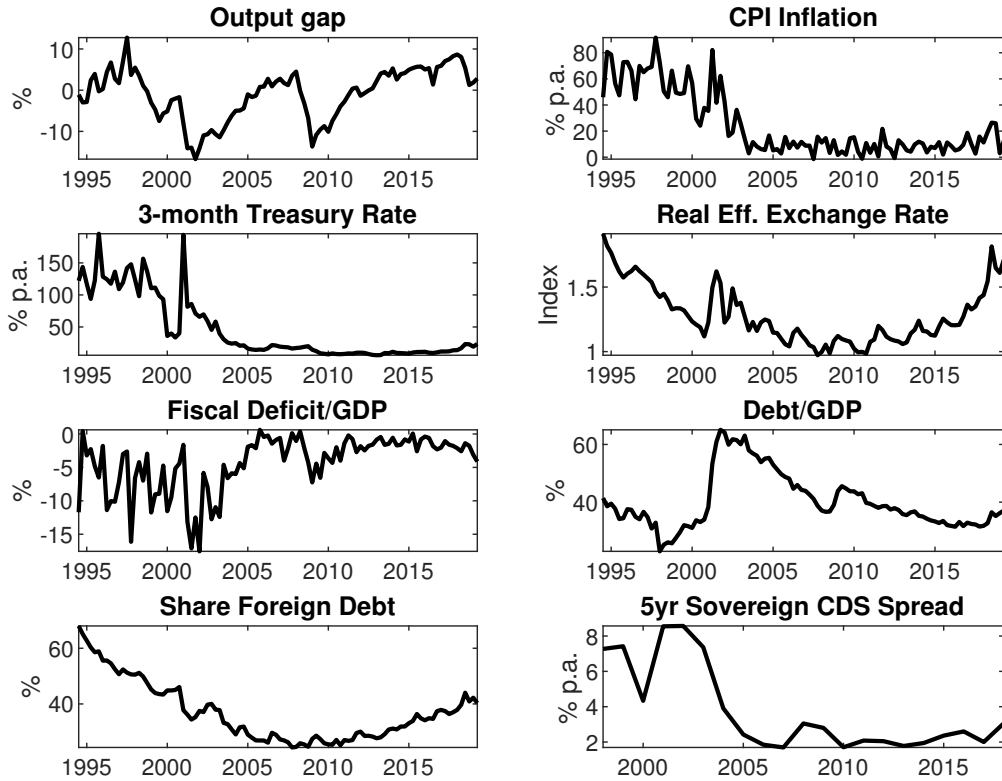 Output gap
%
10
0
-10
1995 2000 2005 2010 2015
CPI Inflation
% p.a.
80
60
40
20
0
1995 2000 2005 2010 2015
3-month Treasury Rate
% p.a.
150
100
50
1995 2000 2005 2010 2015
Real Eff. Exchange Rate
Index
1.5
1
1995 2000 2005 2010 2015
Fiscal Deficit/GDP
%
0
-5
-10
-15
1995 2000 2005 2010 2015
Debt/GDP
%
60
40
1995 2000 2005 2010 2015
Share Foreign Debt
%
60
40
1995 2000 2005 2010 2015
5yr Sovereign CDS Spread
% p.a.
8
6
4
2
2000 2005 2010 2015